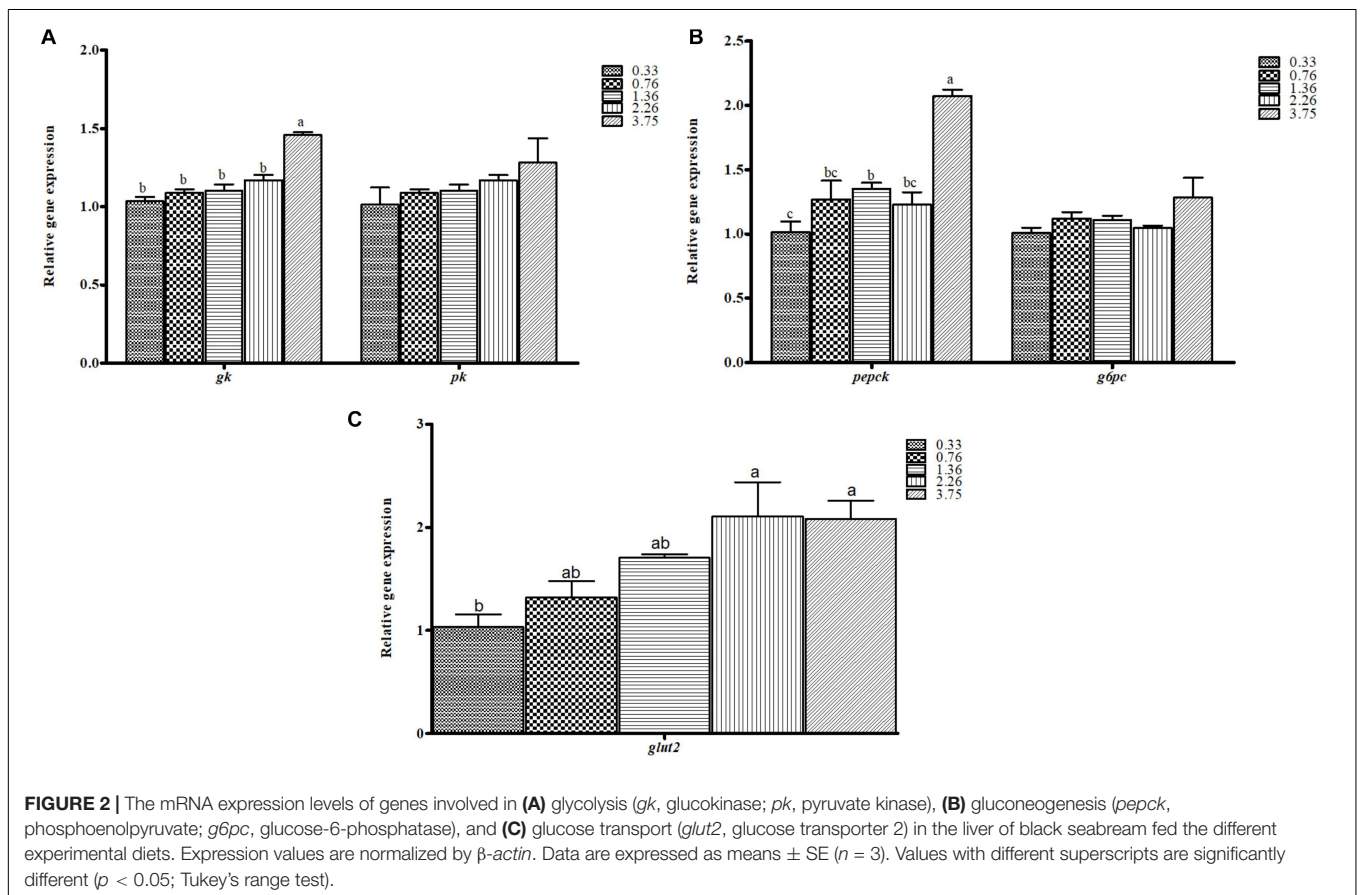 A
2.0
1.5
1.0
0.5
0.0
Relative gene expression
b
b
b
b
a
gk
pk
0.33
0.76
1.36
2.26
3.75
B
2.5
2.0
1.5
1.0
0.5
0.0
Relative gene expression
c
bc
b
bc
a
pepck
g6pc
0.33
0.76
1.36
2.26
3.75
C
3
2
1
0
Relative gene expression
b
ab
ab
a
a
glut2
0.33
0.76
1.36
2.26
3.75
FIGURE 2 | The mRNA expression levels of genes involved in (A) glycolysis (gk, glucokinase; pk, pyruvate kinase), (B) gluconeogenesis (pepck,
phosphoenolpyruvate; g6pc, glucose-6-phosphatase), and (C) glucose transport (glut2, glucose transporter 2) in the liver of black seabream fed the different
experimental diets. Expression values are normalized by β-actin. Data are expressed as means ± SE (n = 3). Values with different superscripts are significantly
different (p < 0.05; Tukey's range test).